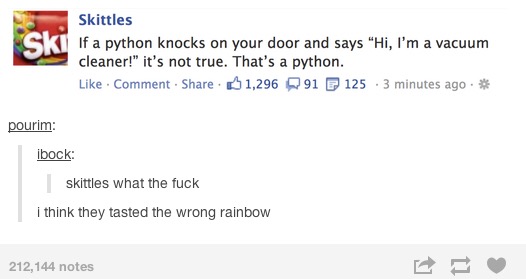 Ski
Skittles
If a python knocks on your door and says “Hi, I’m a vacuum
cleaner!” it’s not true. That’s a python.
Like · Comment · Share · 1,296 91 125 · 3 minutes ago ·
pourim:
ibock:
skittles what the fuck
i think they tasted the wrong rainbow
212,144 notes